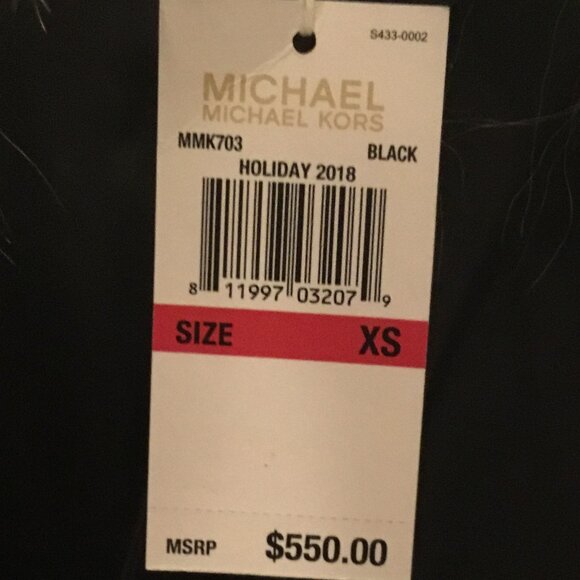 S433-0002
MICHAEL
MICHAEL KORS
MMK703 BLACK
HOLIDAY 2018
8 11997 03207 9
SIZE XS
MSRP $550.00